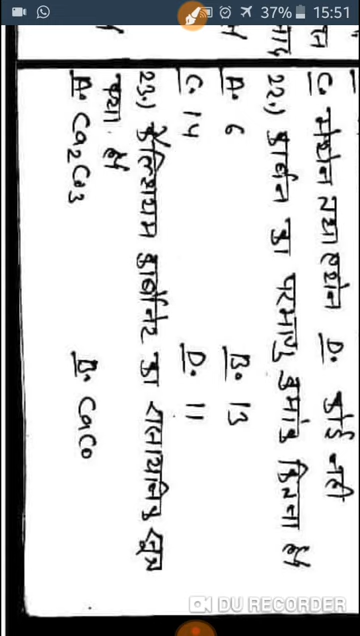 37% 15:51
C. मेथेन तथा एथेन D. कोई नही
22.) कार्बन का परमाणु क्रमांक कितना है
A. 6 B. 13
C. 14 D. 11
23.) कैल्शियम कार्बोनेट का रासायनिक सूत्र
क्या है
A. Ca2Co3 B. CaCo
DU RECORDER